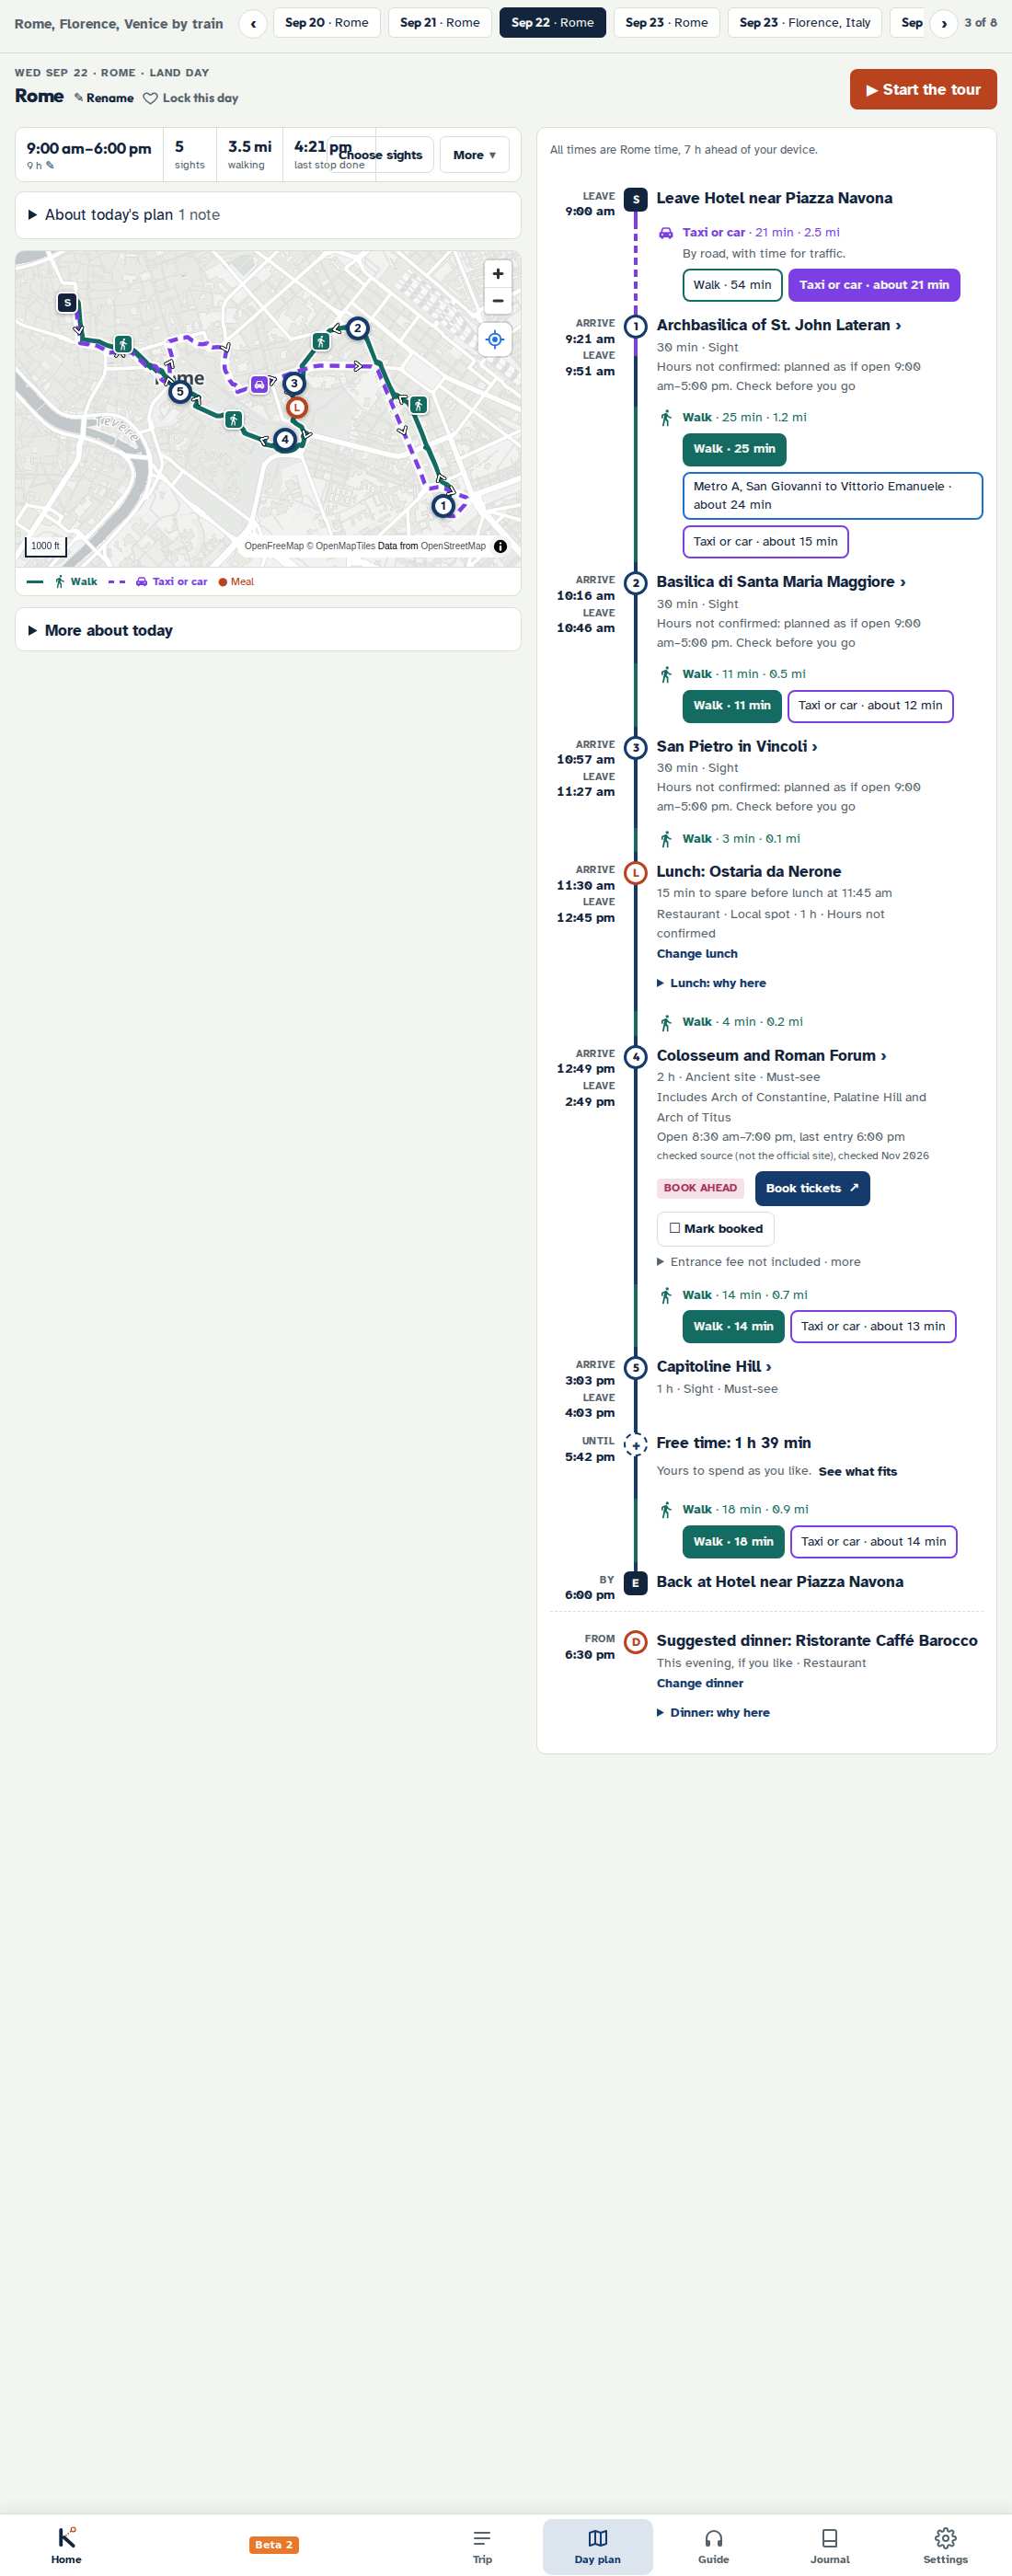 Rome, Florence, Venice by train
‹
Sep 20 · Rome
Sep 21 · Rome
Sep 22 · Rome
Sep 23 · Rome
Sep 23 · Florence, Italy
Sep
›
3 of 8
WED SEP 22 · ROME · LAND DAY
Rome ✎ Rename Lock this day
▶ Start the tour
9:00 am–6:00 pm
9 h ✎
5
sights
3.5 mi
walking
4:21 pm
last stop done
Choose sights
More ▾
▶ About today's plan 1 note
S
2
3
5
L
4
1
Tevere
+
−
1000 ft
OpenFreeMap © OpenMapTiles Data from OpenStreetMap
Walk
Taxi or car
Meal
▶ More about today
All times are Rome time, 7 h ahead of your device.
LEAVE
9:00 am
S
Leave Hotel near Piazza Navona
Taxi or car · 21 min · 2.5 mi
By road, with time for traffic.
Walk · 54 min
Taxi or car · about 21 min
ARRIVE
9:21 am
LEAVE
9:51 am
1
Archbasilica of St. John Lateran ›
30 min · Sight
Hours not confirmed: planned as if open 9:00
am–5:00 pm. Check before you go
Walk · 25 min · 1.2 mi
Walk · 25 min
Metro A, San Giovanni to Vittorio Emanuele ·
about 24 min
Taxi or car · about 15 min
ARRIVE
10:16 am
LEAVE
10:46 am
2
Basilica di Santa Maria Maggiore ›
30 min · Sight
Hours not confirmed: planned as if open 9:00
am–5:00 pm. Check before you go
Walk · 11 min · 0.5 mi
Walk · 11 min
Taxi or car · about 12 min
ARRIVE
10:57 am
LEAVE
11:27 am
3
San Pietro in Vincoli ›
30 min · Sight
Hours not confirmed: planned as if open 9:00
am–5:00 pm. Check before you go
Walk · 3 min · 0.1 mi
ARRIVE
11:30 am
LEAVE
12:45 pm
L
Lunch: Ostaria da Nerone
15 min to spare before lunch at 11:45 am
Restaurant · Local spot · 1 h · Hours not
confirmed
Change lunch
▶ Lunch: why here
Walk · 4 min · 0.2 mi
ARRIVE
12:49 pm
LEAVE
2:49 pm
4
Colosseum and Roman Forum ›
2 h · Ancient site · Must-see
Includes Arch of Constantine, Palatine Hill and
Arch of Titus
Open 8:30 am–7:00 pm, last entry 6:00 pm
checked source (not the official site), checked Nov 2026
BOOK AHEAD
Book tickets ↗
☐ Mark booked
▶ Entrance fee not included · more
Walk · 14 min · 0.7 mi
Walk · 14 min
Taxi or car · about 13 min
ARRIVE
3:03 pm
LEAVE
4:03 pm
5
Capitoline Hill ›
1 h · Sight · Must-see
UNTIL
5:42 pm
+
Free time: 1 h 39 min
Yours to spend as you like. See what fits
Walk · 18 min · 0.9 mi
Walk · 18 min
Taxi or car · about 14 min
BY
6:00 pm
E
Back at Hotel near Piazza Navona
FROM
6:30 pm
D
Suggested dinner: Ristorante Caffé Barocco
This evening, if you like · Restaurant
Change dinner
▶ Dinner: why here
Home
Beta 2
Trip
Day plan
Guide
Journal
Settings